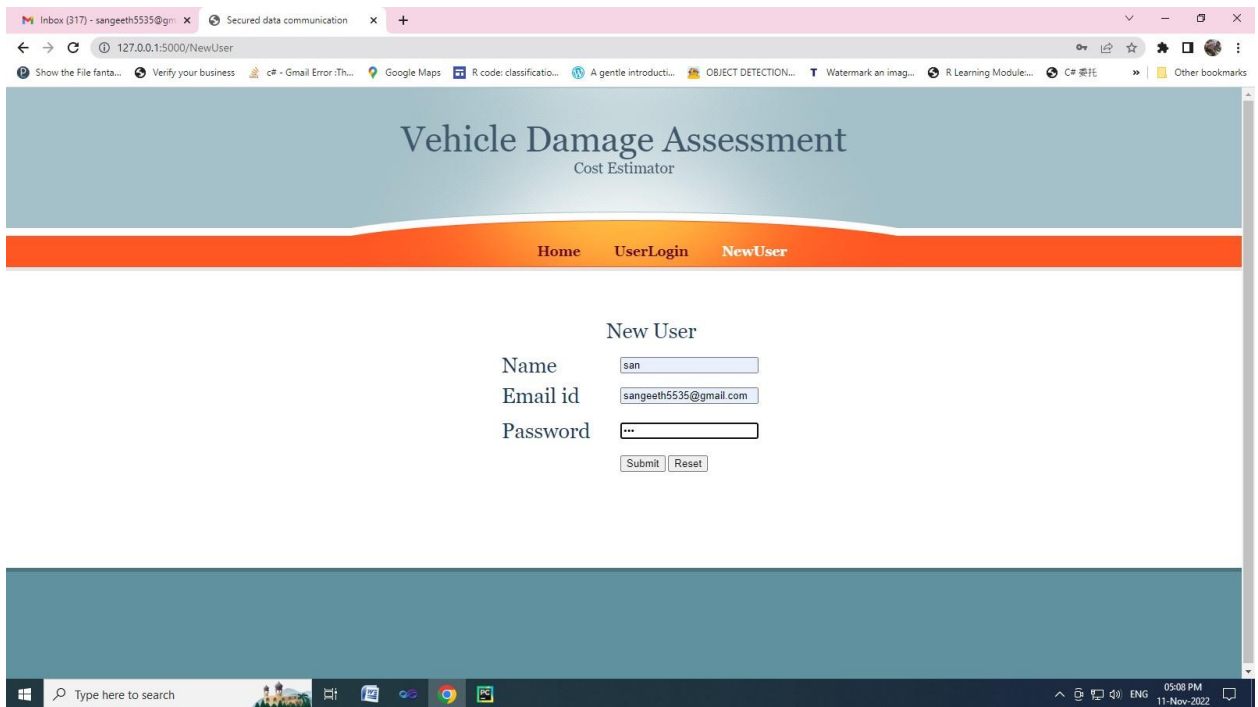 Inbox (317) - sangeeth5535@gm
Secured data communication
127.0.0.1:5000/NewUser
Show the File fanta... Verify your business c# - Gmail Error :Th... Google Maps R code: classificatio... A gentle introducti... OBJECT DETECTION... Watermark an imag... R Learning Module:... C# 委托 » Other bookmarks
Vehicle Damage Assessment
Cost Estimator
Home UserLogin NewUser
New User
Name san
Email id sangeeth5535@gmail.com
Password •••
Submit Reset
Type here to search
ENG
05:08 PM
11-Nov-2022